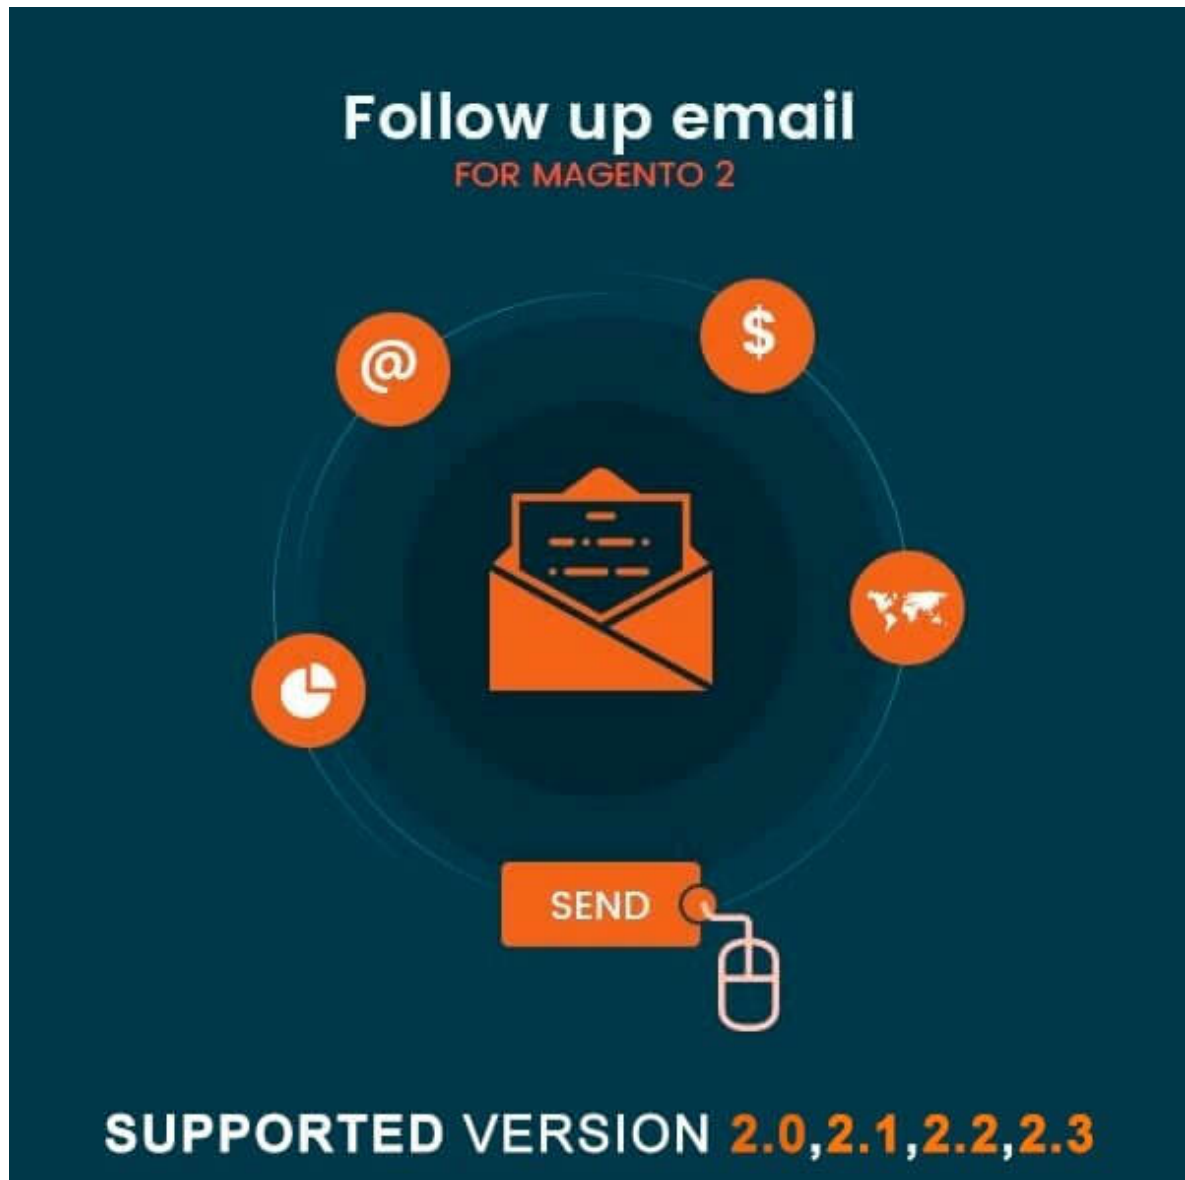 Follow up email
FOR MAGENTO 2
@
$
SEND
SUPPORTED VERSION 2.0,2.1,2.2,2.3